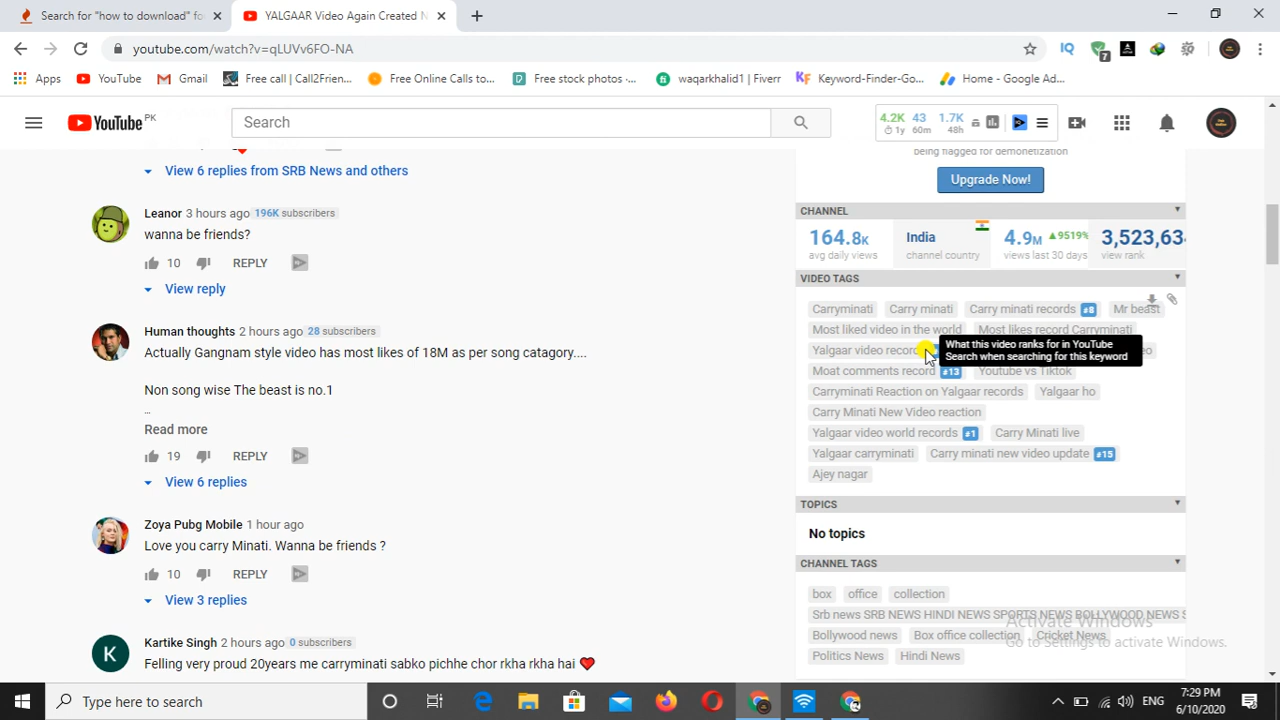 Search for "how to download" fo
YALGAAR Video Again Created N
youtube.com/watch?v=qLUVv6FO-NA
IQ
7
Apps
YouTube
Gmail
Free call | Call2Frien...
Free Online Calls to...
Free stock photos ·...
waqarkhalid1 | Fiverr
Keyword-Finder-Go...
Home - Google Ad...
YouTube PK
Search
4.2K 43 1.7K
1y 60m 48h
being flagged for demonetization
View 6 replies from SRB News and others
Upgrade Now!
Leanor 3 hours ago 196K subscribers
wanna be friends?
10 REPLY
View reply
CHANNEL
164.8K
avg daily views
India
channel country
4.9M ▲9519%
views last 30 days
3,523,634
view rank
VIDEO TAGS
Carryminati Carry minati Carry minati records #8 Mr beast
Most liked video in the world Most likes record Carryminati
Yalgaar video record
What this video ranks for in YouTube
Search when searching for this keyword
Moat comments record #13 Youtube vs Tiktok
Carryminati Reaction on Yalgaar records Yalgaar ho
Carry Minati New Video reaction
Yalgaar video world records #1 Carry Minati live
Yalgaar carryminati Carry minati new video update #15
Ajey nagar
Human thoughts 2 hours ago 28 subscribers
Actually Gangnam style video has most likes of 18M as per song catagory....
Non song wise The beast is no.1
...
Read more
19 REPLY
View 6 replies
TOPICS
No topics
Zoya Pubg Mobile 1 hour ago
Love you carry Minati. Wanna be friends ?
10 REPLY
View 3 replies
CHANNEL TAGS
box office collection
Srb news SRB NEWS HINDI NEWS SPORTS NEWS BOLLYWOOD NEWS S
Bollywood news Box office collection Cricket News
Politics News Hindi News
Activate Windows
Go to Settings to activate Windows.
K
Kartike Singh 2 hours ago 0 subscribers
Felling very proud 20years me carryminati sabko pichhe chor rkha rkha hai
Type here to search
ENG
7:29 PM
6/10/2020